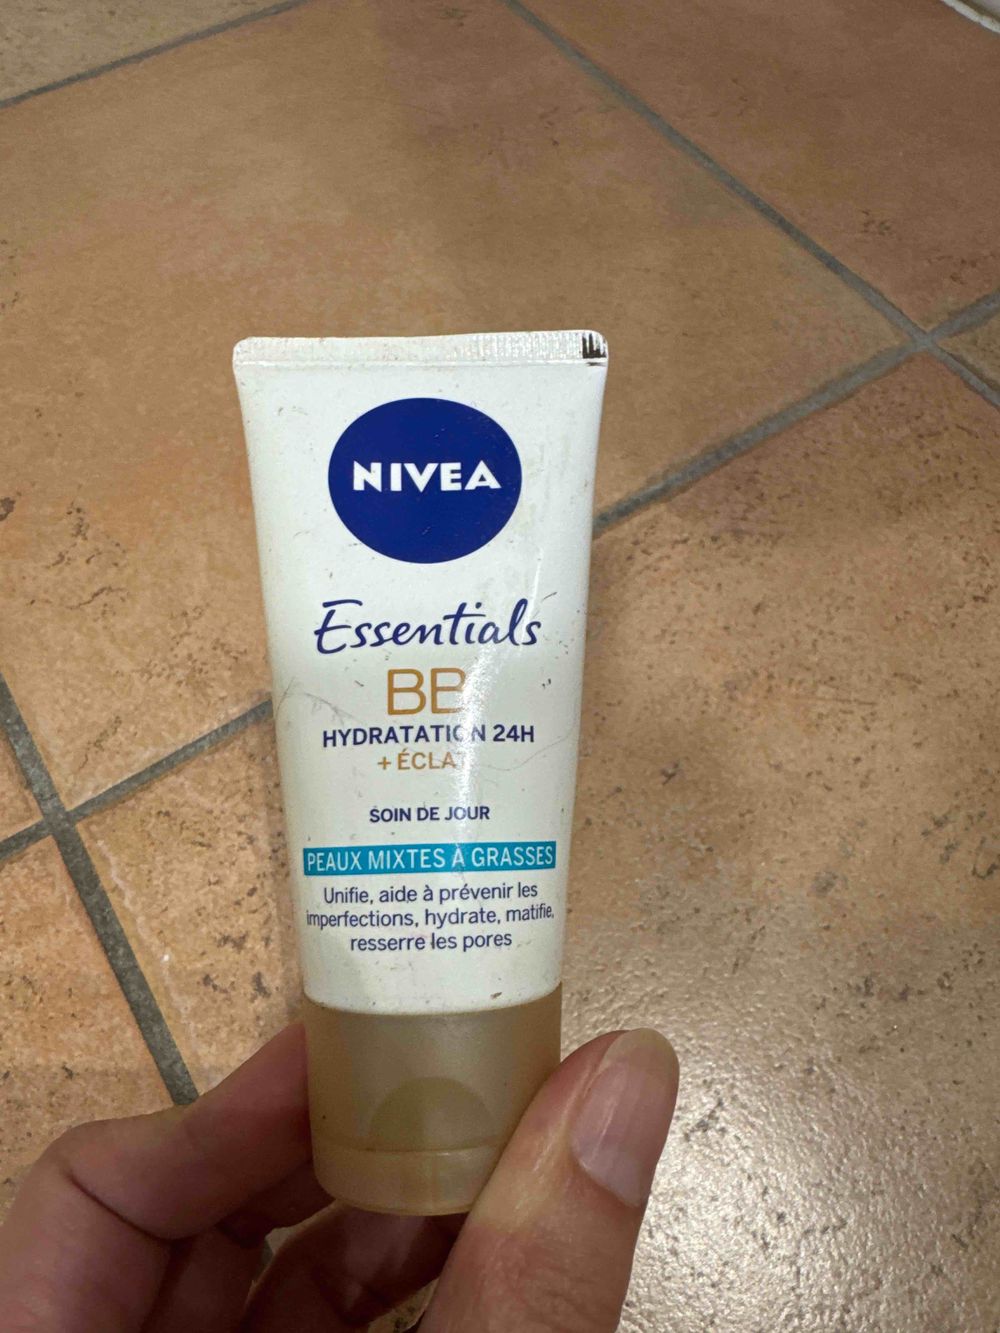 NIVEA
Essentials
BB
HYDRATATION 24H
+ ÉCLAT
SOIN DE JOUR
PEAUX MIXTES À GRASSES
Unifie, aide à prévenir les
imperfections, hydrate, matifie,
resserre les pores